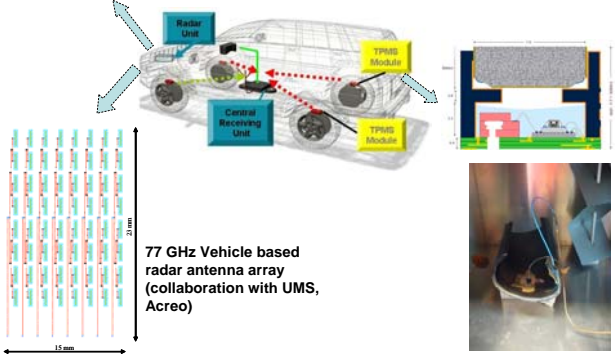 Radar
Unit
TPMS
Module
Central
Receiving
Unit
TPMS
Module
23 mm
15 mm
77 GHz Vehicle based
radar antenna array
(collaboration with UMS,
Acreo)